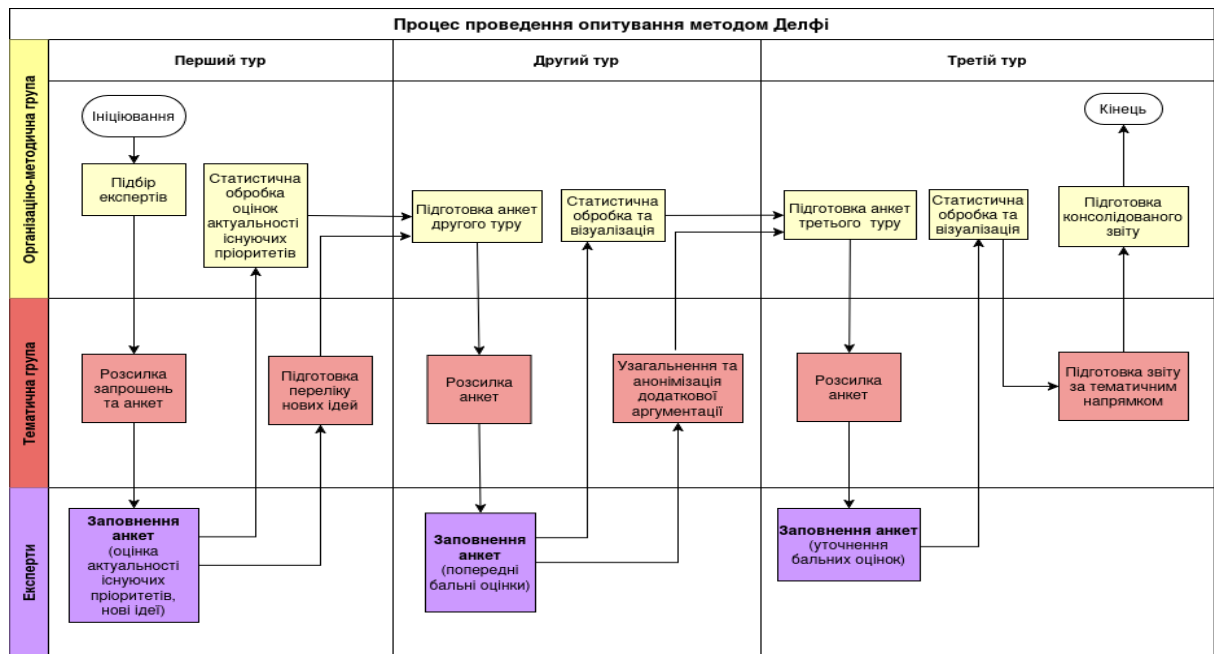 Процес проведення опитування методом Делфі
Перший тур
Другий тур
Третій тур
Організаціно-методична група
Ініціювання
Кінець
Підбір
експертів
Статистична
обробка
оцінок
актуальності
існуючих
пріоритетів
Підготовка анкет
другого туру
Статистична
обробка та
візуалізація
Підготовка анкет
третього туру
Статистична
обробка та
візуалізація
Підготовка
консолідованого
звіту
Тематична група
Розсилка
запрошень
та анкет
Підготовка
переліку
нових ідей
Розсилка
анкет
Узагальнення та
анонімізація
додаткової
аргументації
Розсилка
анкет
Підготовка звіту
за тематичним
напрямком
Експерти
Заповнення
анкет
(оцінка
актуальності
існуючих
пріоритетів,
нові ідеї)
Заповнення
анкет
(попередні
бальні оцінки)
Заповнення анкет
(уточнення
бальних оцінок)